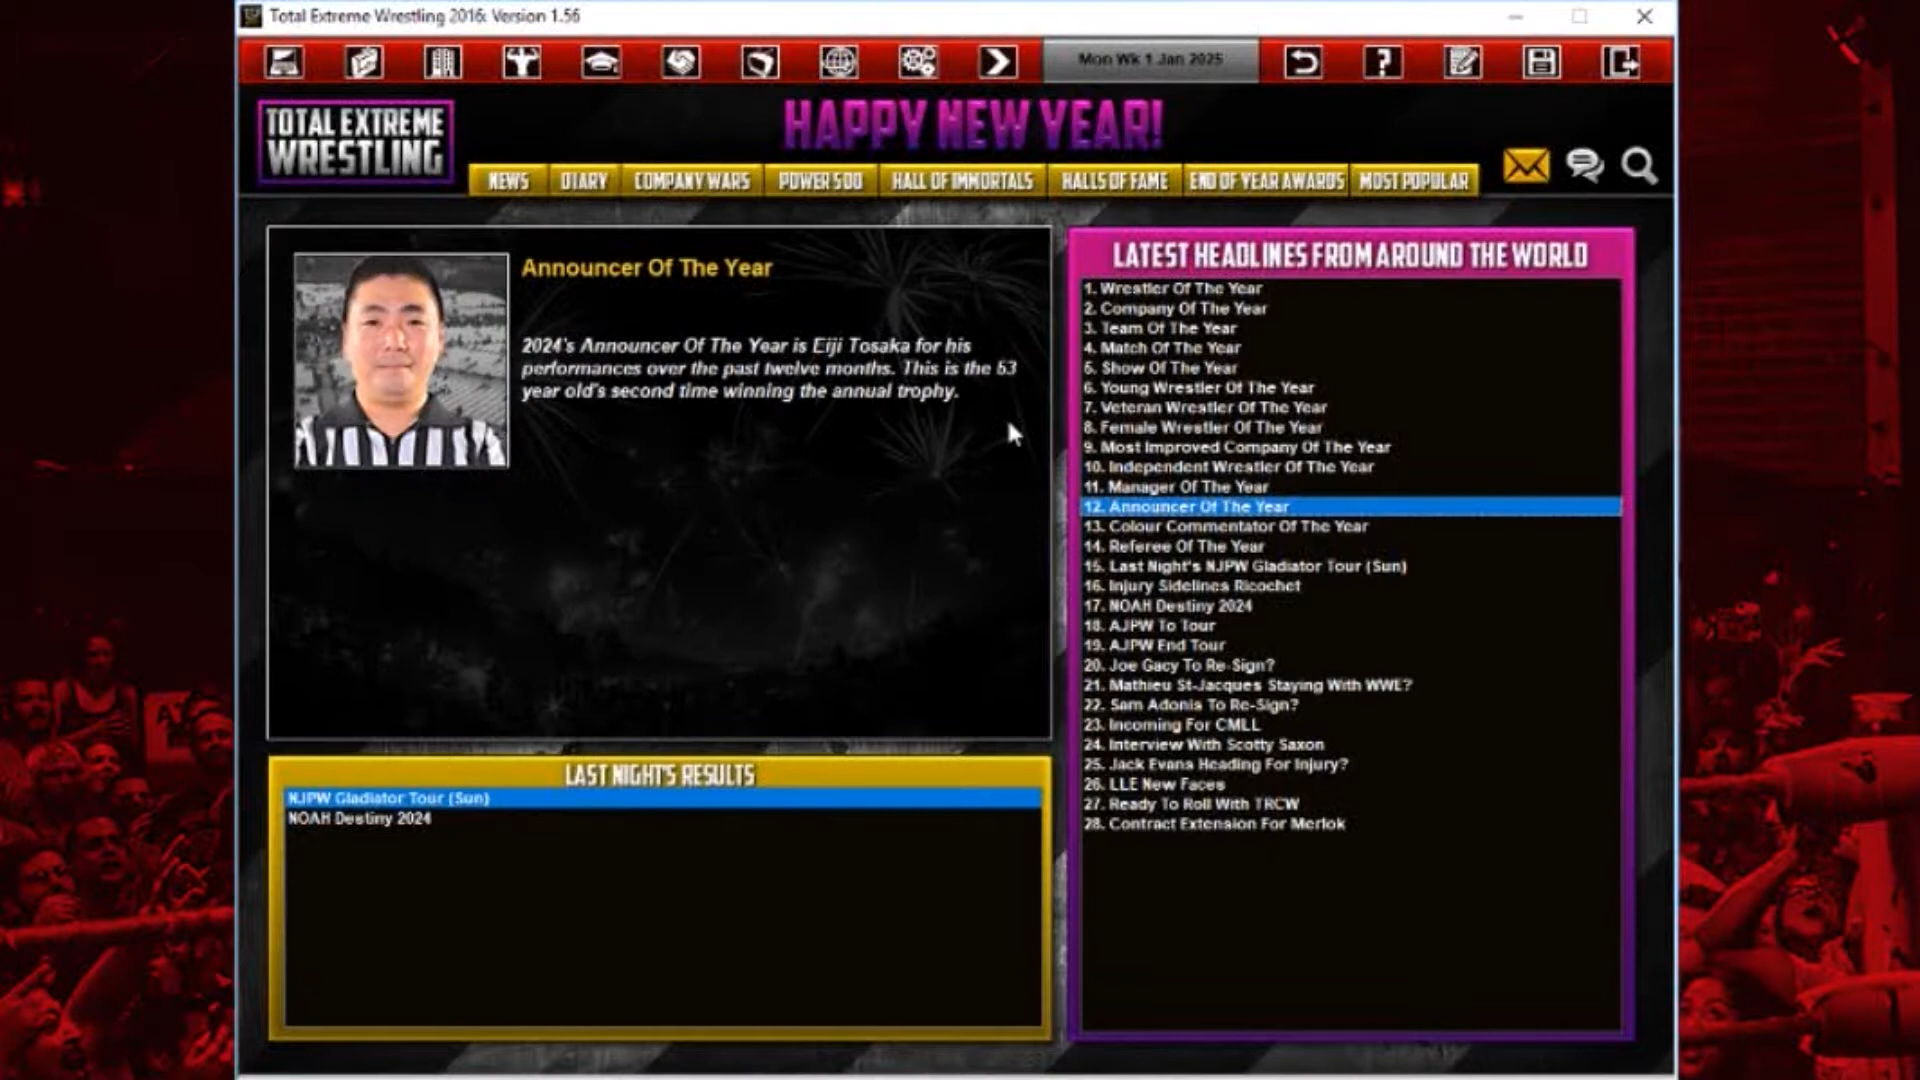 Total Extreme Wrestling 2016: Version 1.56
Mon Wk 1 Jan 2025
TOTAL EXTREME
WRESTLING
HAPPY NEW YEAR!
NEWS
DIARY
COMPANY WARS
POWER 500
HALL OF IMMORTALS
HALLS OF FAME
END OF YEAR AWARDS
MOST POPULAR
Announcer Of The Year
2024's Announcer Of The Year is Eiji Tosaka for his
performances over the past twelve months. This is the 53
year old's second time winning the annual trophy.
LAST NIGHT'S RESULTS
NJPW Gladiator Tour (Sun)
NOAH Destiny 2024
LATEST HEADLINES FROM AROUND THE WORLD
1. Wrestler Of The Year
2. Company Of The Year
3. Team Of The Year
4. Match Of The Year
5. Show Of The Year
6. Young Wrestler Of The Year
7. Veteran Wrestler Of The Year
8. Female Wrestler Of The Year
9. Most Improved Company Of The Year
10. Independent Wrestler Of The Year
11. Manager Of The Year
12. Announcer Of The Year
13. Colour Commentator Of The Year
14. Referee Of The Year
15. Last Night's NJPW Gladiator Tour (Sun)
16. Injury Sidelines Ricochet
17. NOAH Destiny 2024
18. AJPW To Tour
19. AJPW End Tour
20. Joe Gacy To Re-Sign?
21. Mathieu St-Jacques Staying With WWE?
22. Sam Adonis To Re-Sign?
23. Incoming For CMLL
24. Interview With Scotty Saxon
25. Jack Evans Heading For Injury?
26. LLE New Faces
27. Ready To Roll With TRCW
28. Contract Extension For Merlok